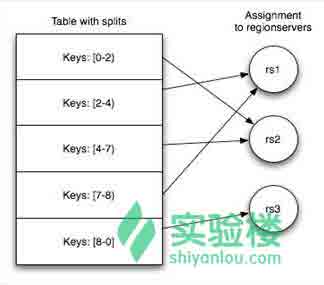 Table with splits
Assignment
to regionservers
Keys: [0-2)
Keys: [2-4)
Keys: [4-7)
Keys: [7-8)
Keys: [8-0]
rs1
rs2
rs3
实验楼
shiyanlou.com